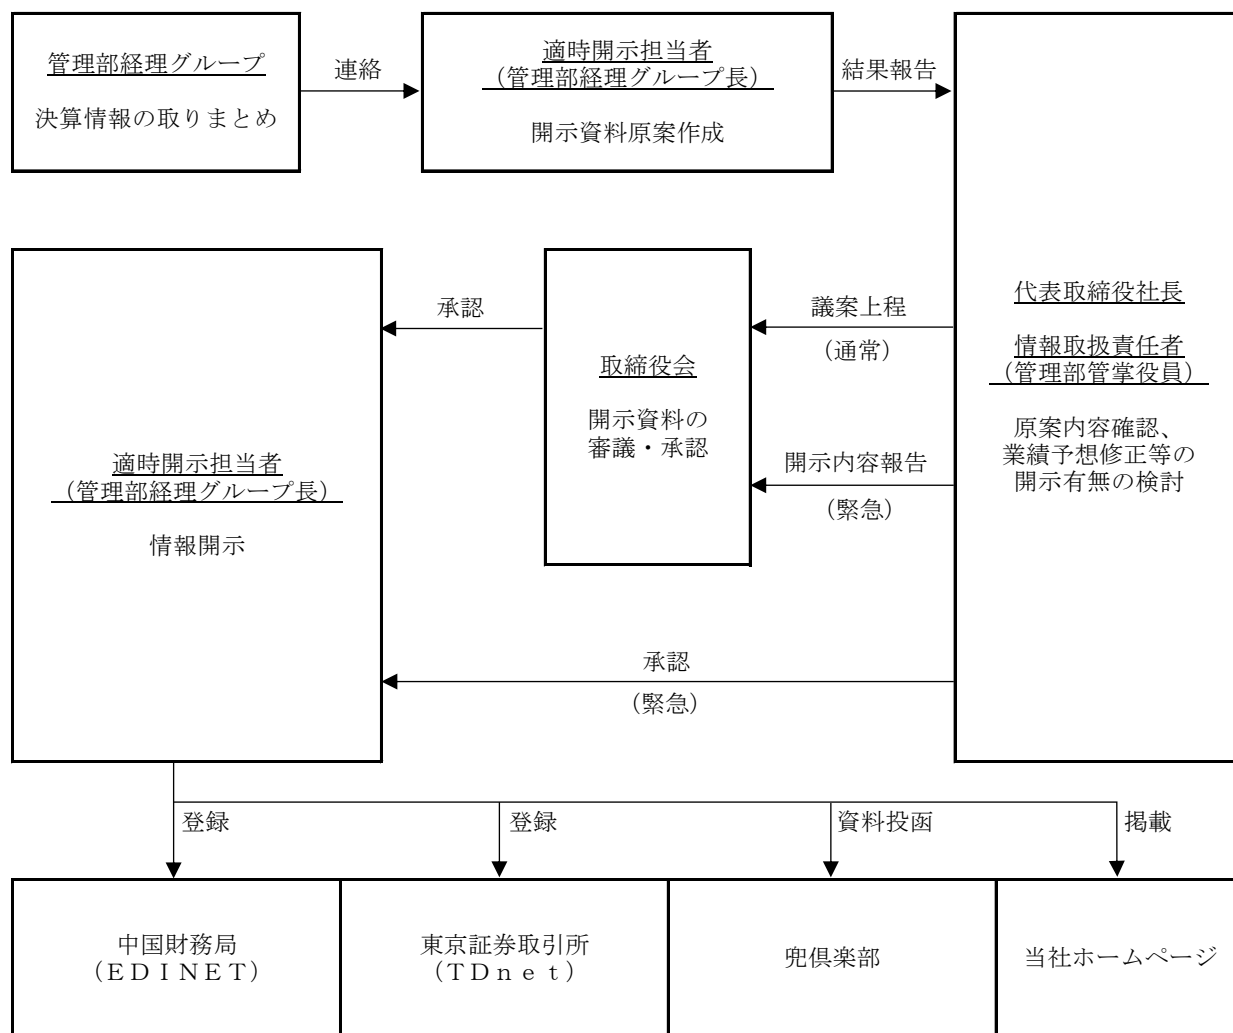 管理部経理グループ
決算情報の取りまとめ
連絡
適時開示担当者
（管理部経理グループ長）
開示資料原案作成
結果報告
代表取締役社長
情報取扱責任者
（管理部管掌役員）
原案内容確認、
業績予想修正等の
開示有無の検討
議案上程
（通常）
開示内容報告
（緊急）
取締役会
開示資料の
審議・承認
承認
適時開示担当者
（管理部経理グループ長）
情報開示
承認
（緊急）
登録
登録
資料投函
掲載
中国財務局
（ＥＤＩＮＥＴ）
東京証券取引所
（ＴＤｎｅｔ）
兜倶楽部
当社ホームページ